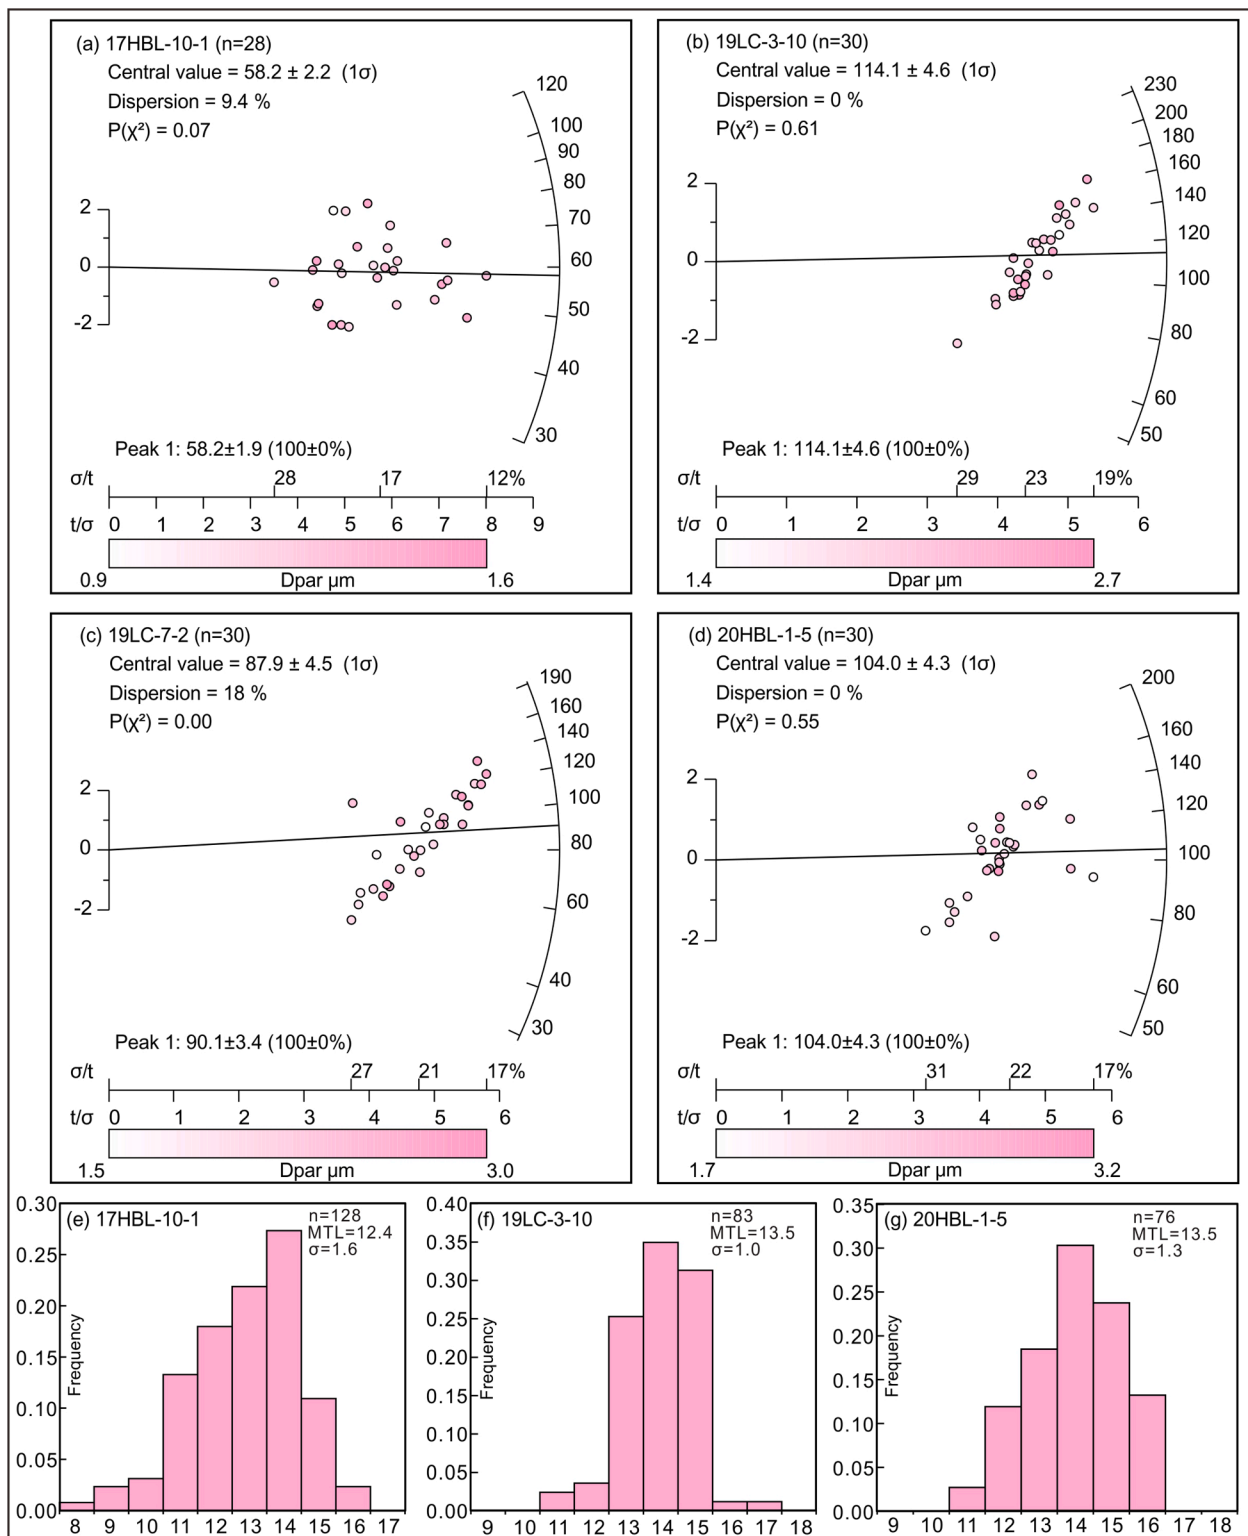 (a) 17HBL-10-1 (n=28)
Central value = 58.2 ± 2.2 (1σ)
Dispersion = 9.4 %
P(χ²) = 0.07
120
100
90
80
70
60
50
40
30
2
0
-2
Peak 1: 58.2±1.9 (100±0%)
σ/t 28 17 12%
t/σ 0 1 2 3 4 5 6 7 8 9
0.9 Dpar µm 1.6
(b) 19LC-3-10 (n=30)
Central value = 114.1 ± 4.6 (1σ)
Dispersion = 0 %
P(χ²) = 0.61
230
200
180
160
140
120
100
80
60
50
2
0
-2
Peak 1: 114.1±4.6 (100±0%)
σ/t 29 23 19%
t/σ 0 1 2 3 4 5 6
1.4 Dpar µm 2.7
(c) 19LC-7-2 (n=30)
Central value = 87.9 ± 4.5 (1σ)
Dispersion = 18 %
P(χ²) = 0.00
190
160
140
120
100
80
60
40
30
2
0
-2
Peak 1: 90.1±3.4 (100±0%)
σ/t 27 21 17%
t/σ 0 1 2 3 4 5 6
1.5 Dpar µm 3.0
(d) 20HBL-1-5 (n=30)
Central value = 104.0 ± 4.3 (1σ)
Dispersion = 0 %
P(χ²) = 0.55
200
160
140
120
100
80
60
50
2
0
-2
Peak 1: 104.0±4.3 (100±0%)
σ/t 31 22 17%
t/σ 0 1 2 3 4 5 6
1.7 Dpar µm 3.2
(e) 17HBL-10-1
n=128
MTL=12.4
σ=1.6
0.30
0.25
0.20
0.15
0.10
0.05
0.00
Frequency
8 9 10 11 12 13 14 15 16 17
(f) 19LC-3-10
n=83
MTL=13.5
σ=1.0
0.40
0.35
0.30
0.25
0.20
0.15
0.10
0.05
0.00
Frequency
9 10 11 12 13 14 15 16 17 18
(g) 20HBL-1-5
n=76
MTL=13.5
σ=1.3
0.35
0.30
0.25
0.20
0.15
0.10
0.05
0.00
Frequency
9 10 11 12 13 14 15 16 17 18